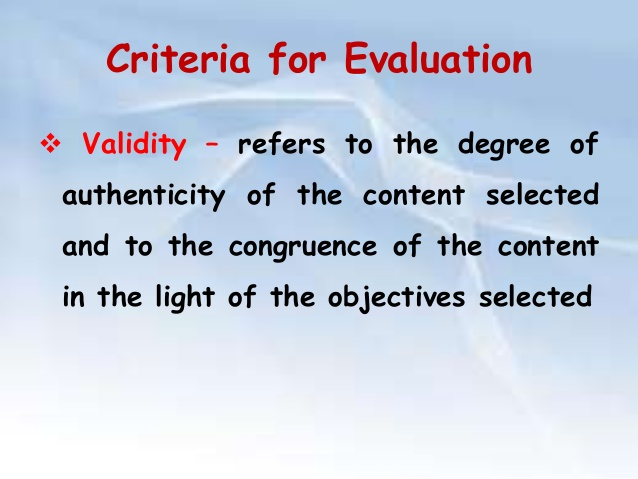 Criteria for Evaluation
❖ Validity – refers to the degree of
authenticity of the content selected
and to the congruence of the content
in the light of the objectives selected